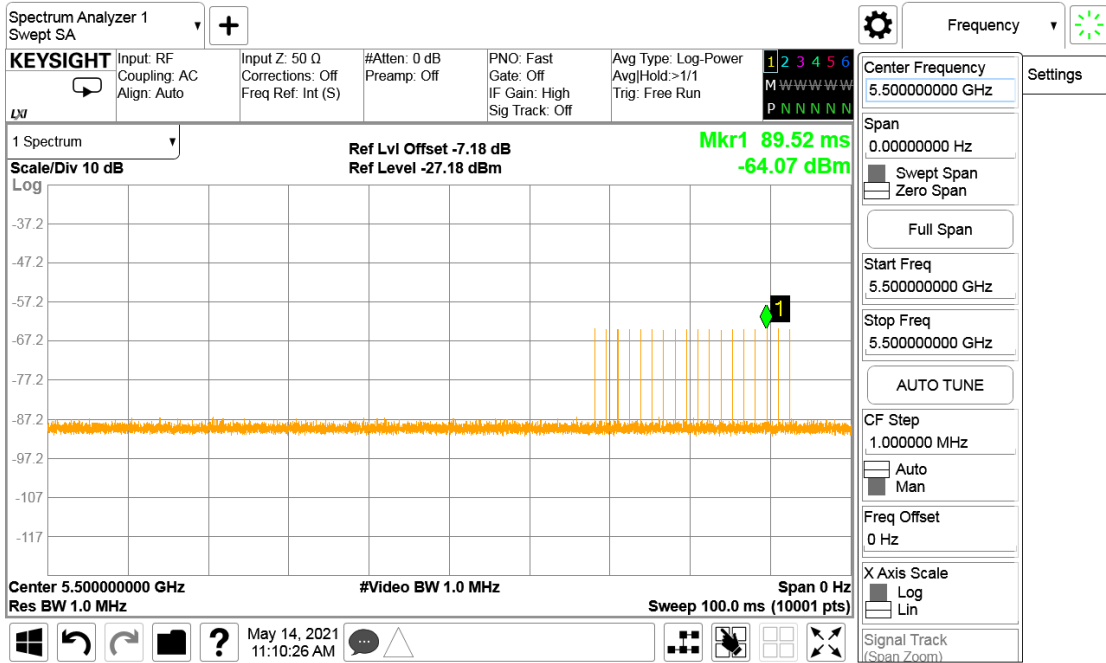 Spectrum Analyzer 1
Swept SA
KEYSIGHT
LXI
Input: RF
Coupling: AC
Align: Auto
Input Z: 50 Ω
Corrections: Off
Freq Ref: Int (S)
#Atten: 0 dB
Preamp: Off
PNO: Fast
Gate: Off
IF Gain: High
Sig Track: Off
Avg Type: Log-Power
Avg|Hold:>1/1
Trig: Free Run
1 2 3 4 5 6
M W W W W W
P N N N N N
Frequency
Settings
1 Spectrum
Scale/Div 10 dB
Ref Lvl Offset -7.18 dB
Ref Level -27.18 dBm
Mkr1 89.52 ms
-64.07 dBm
Log
-37.2
-47.2
-57.2
-67.2
-77.2
-87.2
-97.2
-107
-117
1
Center 5.500000000 GHz
Res BW 1.0 MHz
#Video BW 1.0 MHz
Span 0 Hz
Sweep 100.0 ms (10001 pts)
Center Frequency
5.500000000 GHz
Span
0.00000000 Hz
Swept Span
Zero Span
Full Span
Start Freq
5.500000000 GHz
Stop Freq
5.500000000 GHz
AUTO TUNE
CF Step
1.000000 MHz
Auto
Man
Freq Offset
0 Hz
X Axis Scale
Log
Lin
Signal Track
(Span Zoom)
?
May 14, 2021
11:10:26 AM